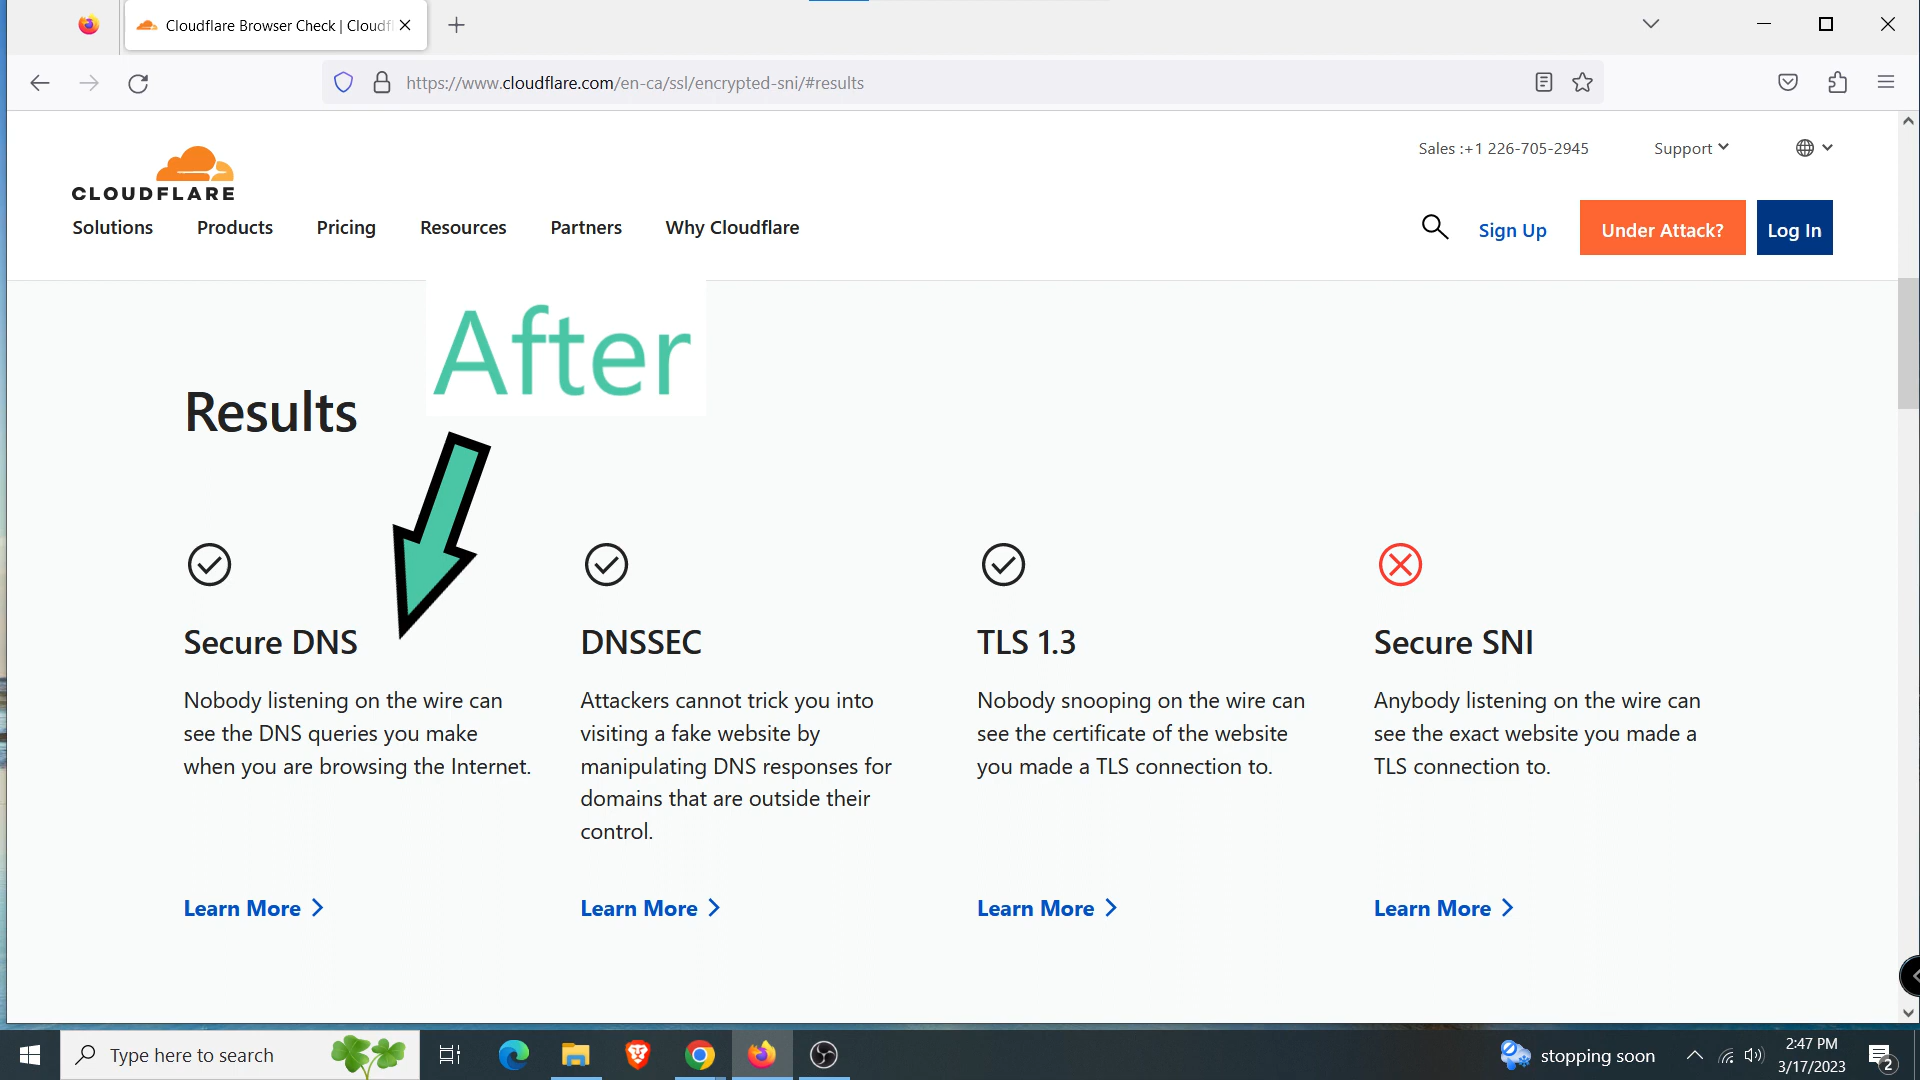 Cloudflare Browser Check | Cloudf
https://www.cloudflare.com/en-ca/ssl/encrypted-sni/#results
Sales :+1 226-705-2945
Support
CLOUDFLARE
Solutions
Products
Pricing
Resources
Partners
Why Cloudflare
Sign Up
Under Attack?
Log In
After
Results
Secure DNS
Nobody listening on the wire can
see the DNS queries you make
when you are browsing the Internet.
Learn More
DNSSEC
Attackers cannot trick you into
visiting a fake website by
manipulating DNS responses for
domains that are outside their
control.
Learn More
TLS 1.3
Nobody snooping on the wire can
see the certificate of the website
you made a TLS connection to.
Learn More
Secure SNI
Anybody listening on the wire can
see the exact website you made a
TLS connection to.
Learn More
Type here to search
stopping soon
2:47 PM
3/17/2023
2